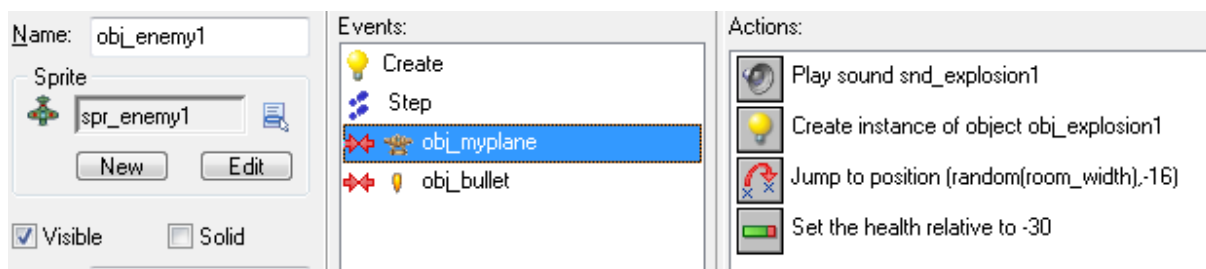 Name: obj_enemy1
Sprite
spr_enemy1
New Edit
Visible Solid
Events:
Create
Step
obj_myplane
obj_bullet
Actions:
Play sound snd_explosion1
Create instance of object obj_explosion1
Jump to position (random(room_width),-16)
Set the health relative to -30